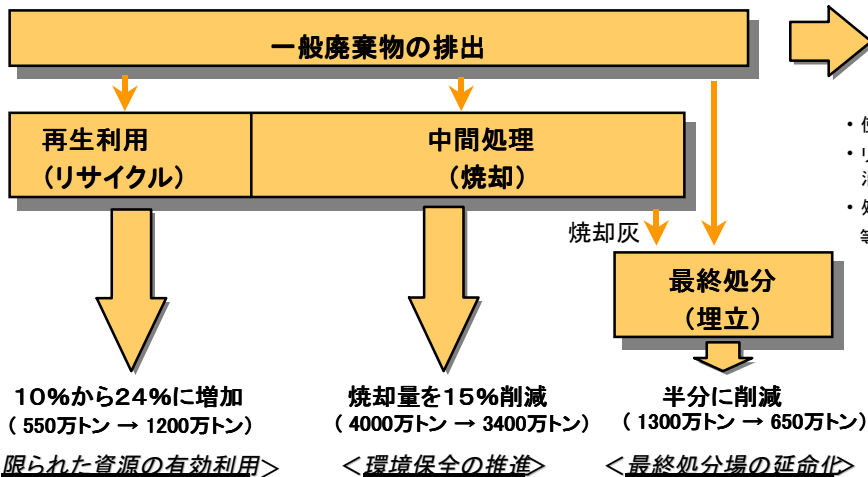 一般廃棄物の排出
再生利用
(リサイクル)
中間処理
(焼却)
・
・リ
・処
焼却灰
最終処分
(埋立)
10%から24%に増加
( 550万トン → 1200万トン)
焼却量を15%削減
( 4000万トン → 3400万トン)
半分に削減
( 1300万トン → 650万トン)
限られた資源の有効利用>
<環境保全の推進>
<最終処分場の延命化>